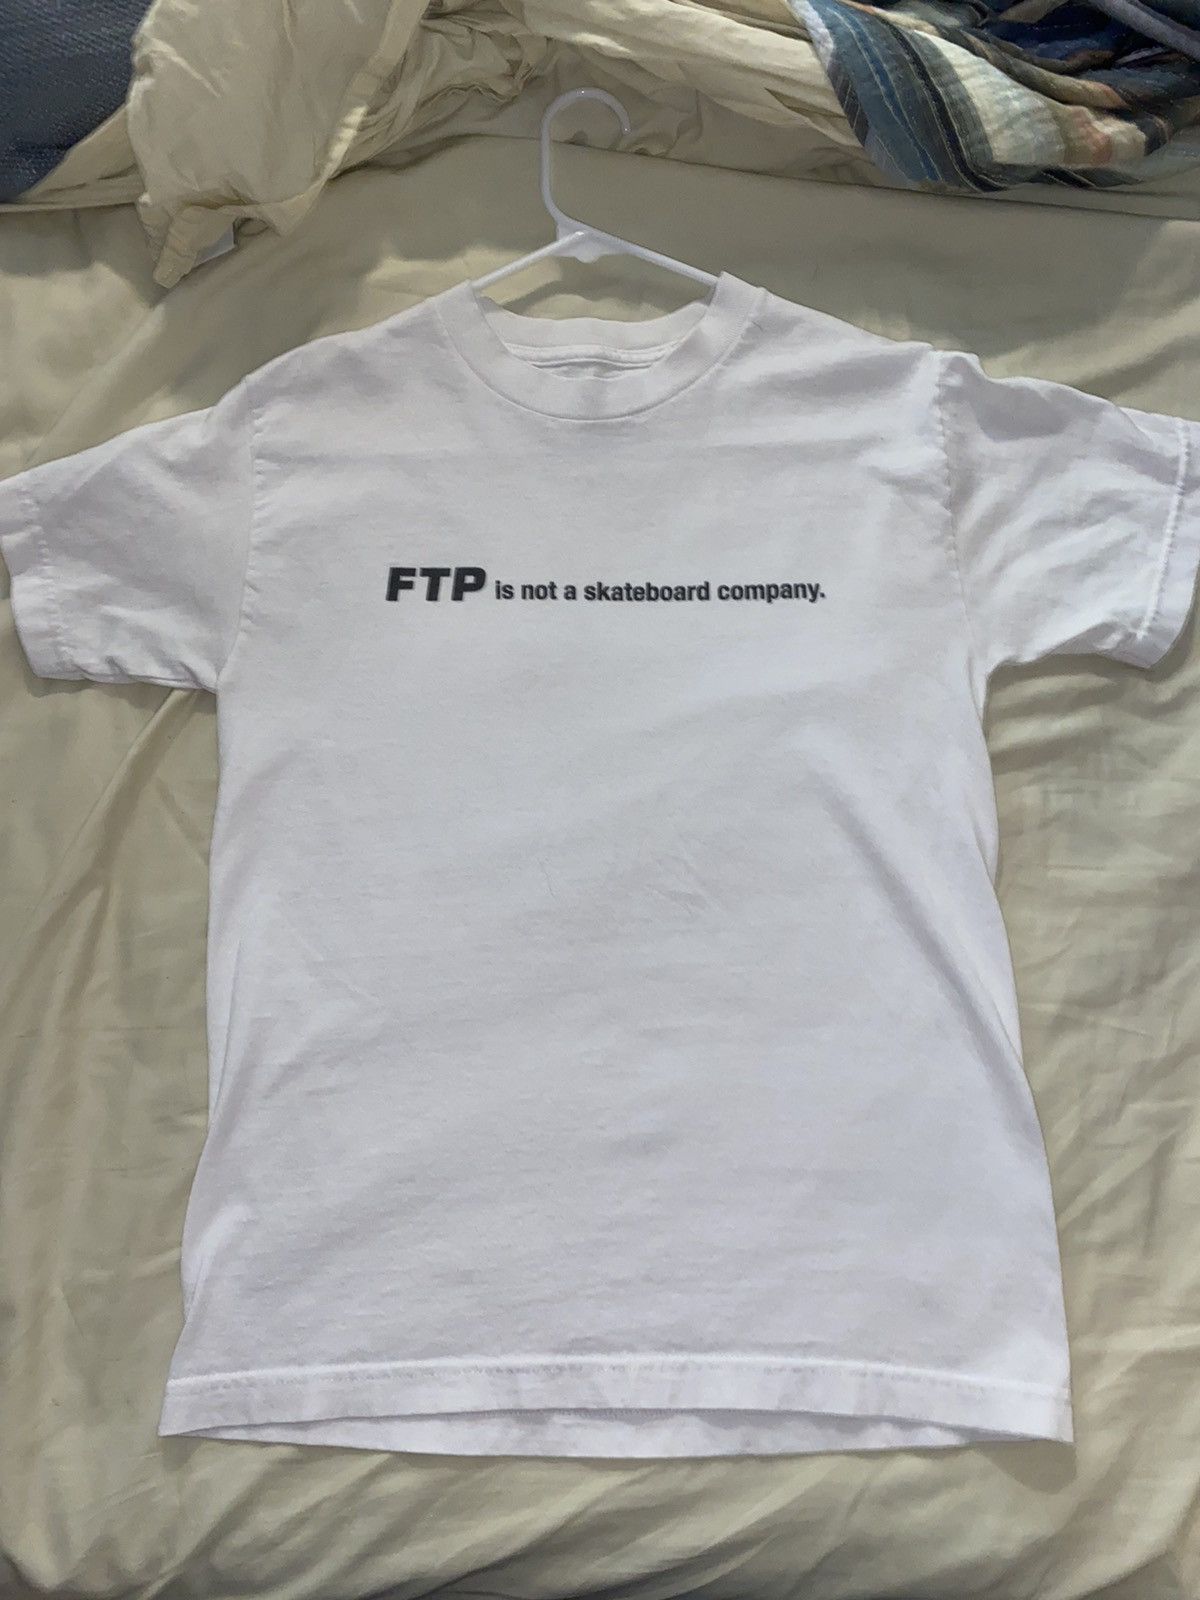 FTP is not a skateboard company.